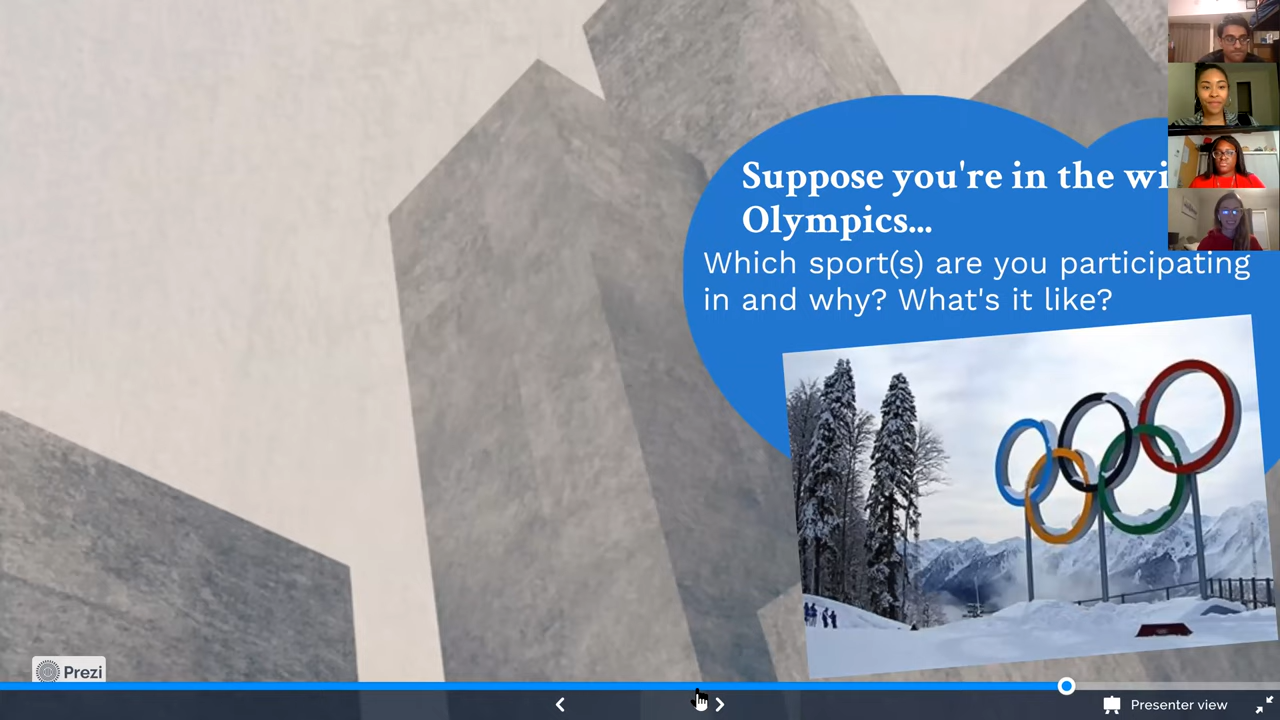 Suppose you're in the wi
Olympics...
Which sport(s) are you participating
in and why? What's it like?
Prezi
Presenter view